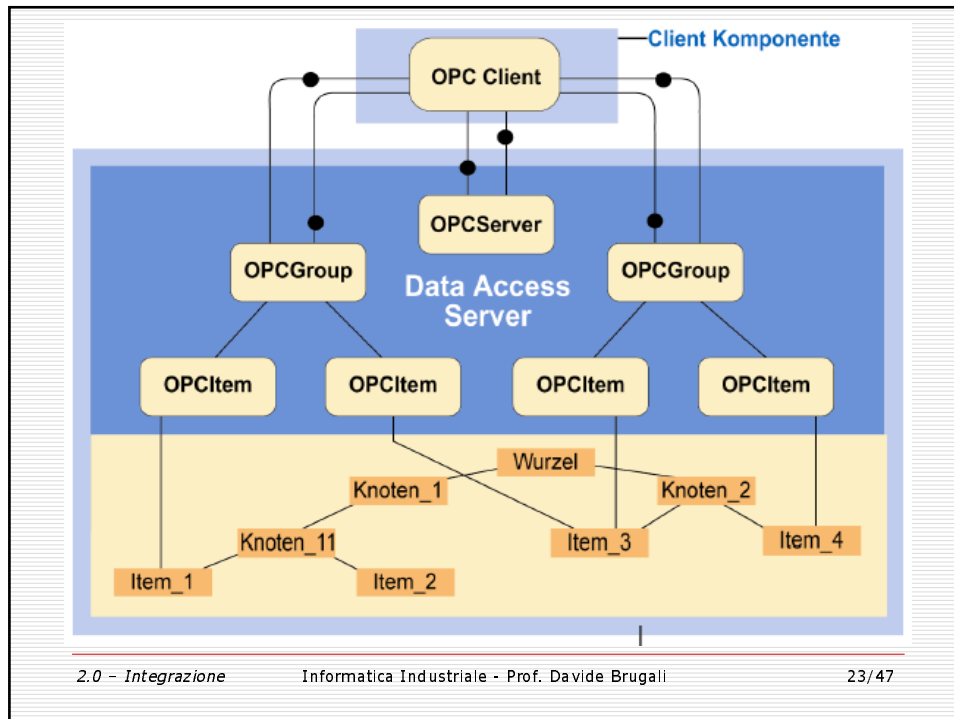 Client Komponente
OPC Client
OPCServer
OPCGroup
OPCGroup
Data Access
Server
OPCItem
OPCItem
OPCItem
OPCItem
Wurzel
Knoten_1
Knoten_2
Knoten_11
Item_3
Item_4
Item_1
Item_2
2.0 – Integrazione
Informatica Industriale - Prof. Davide Brugali
23/47